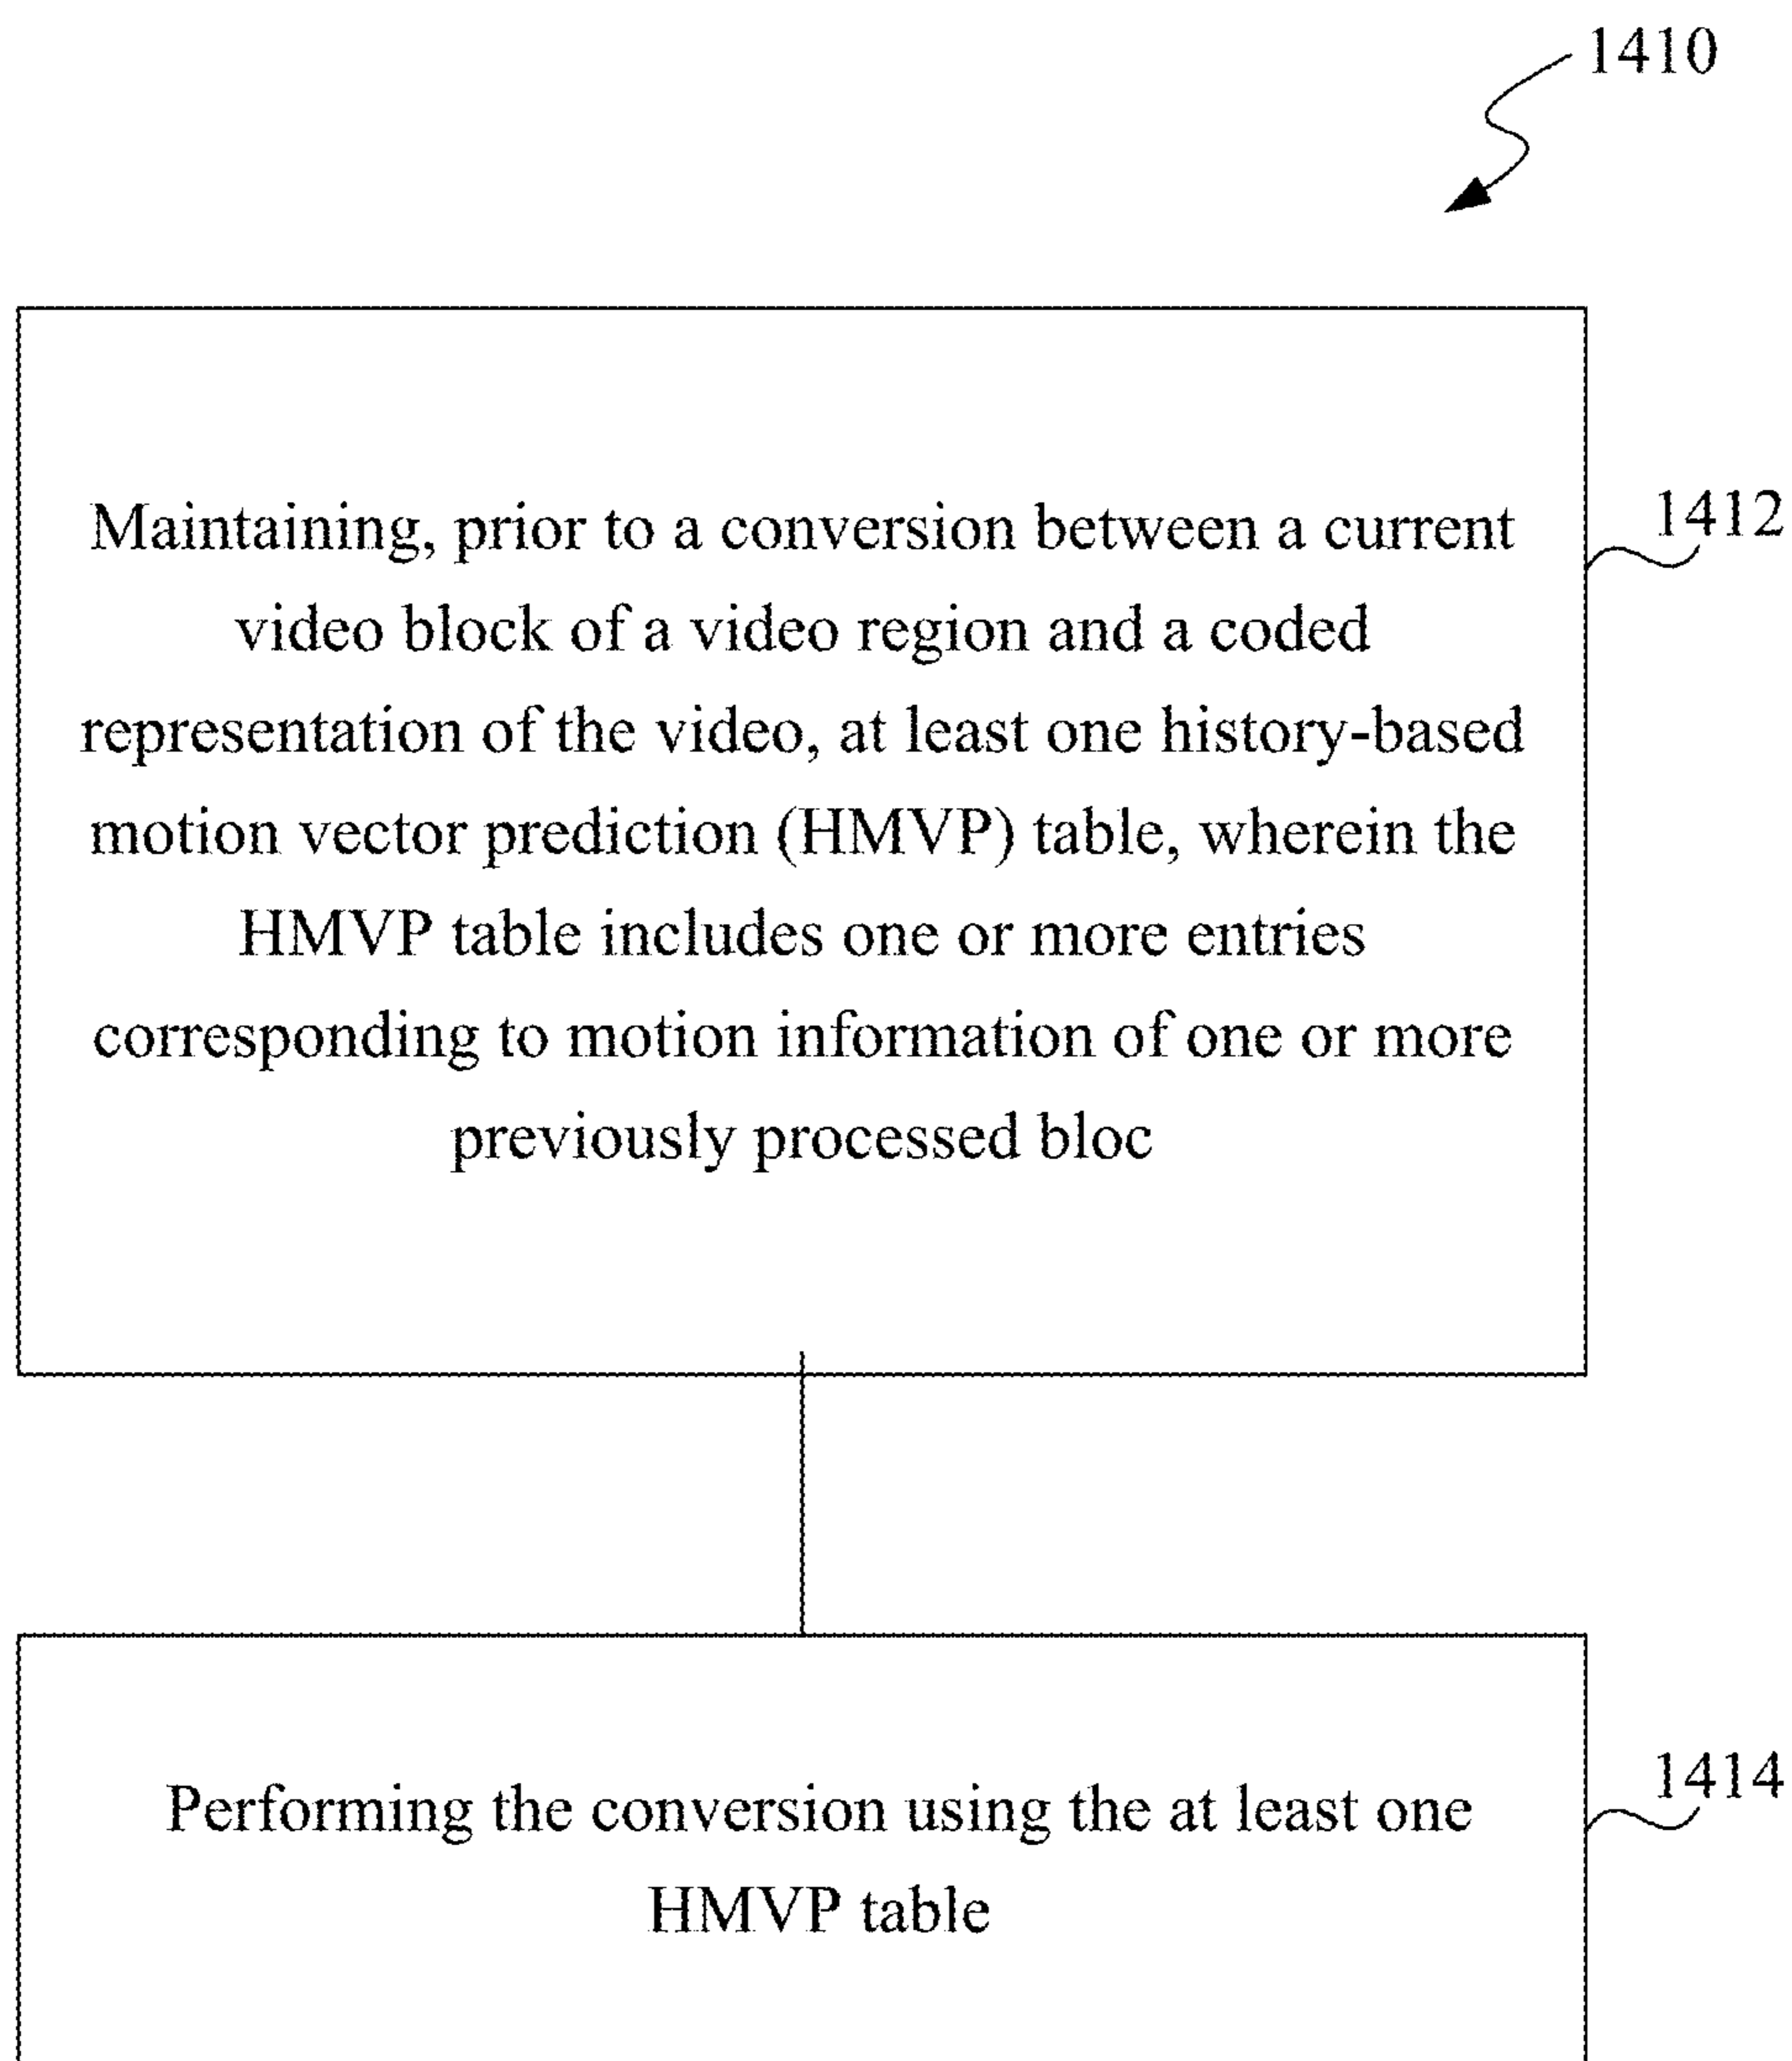 1410
Maintaining, prior to a conversion between a current
1412
video block of a video region and a coded
representation of the video, at least one history-based
motion vector prediction (HMVP) table, wherein the
HMVP table includes one or more entries
corresponding to motion information of one or more
previously processed bloc
Performing the conversion using the at least one
1414
HMVP table